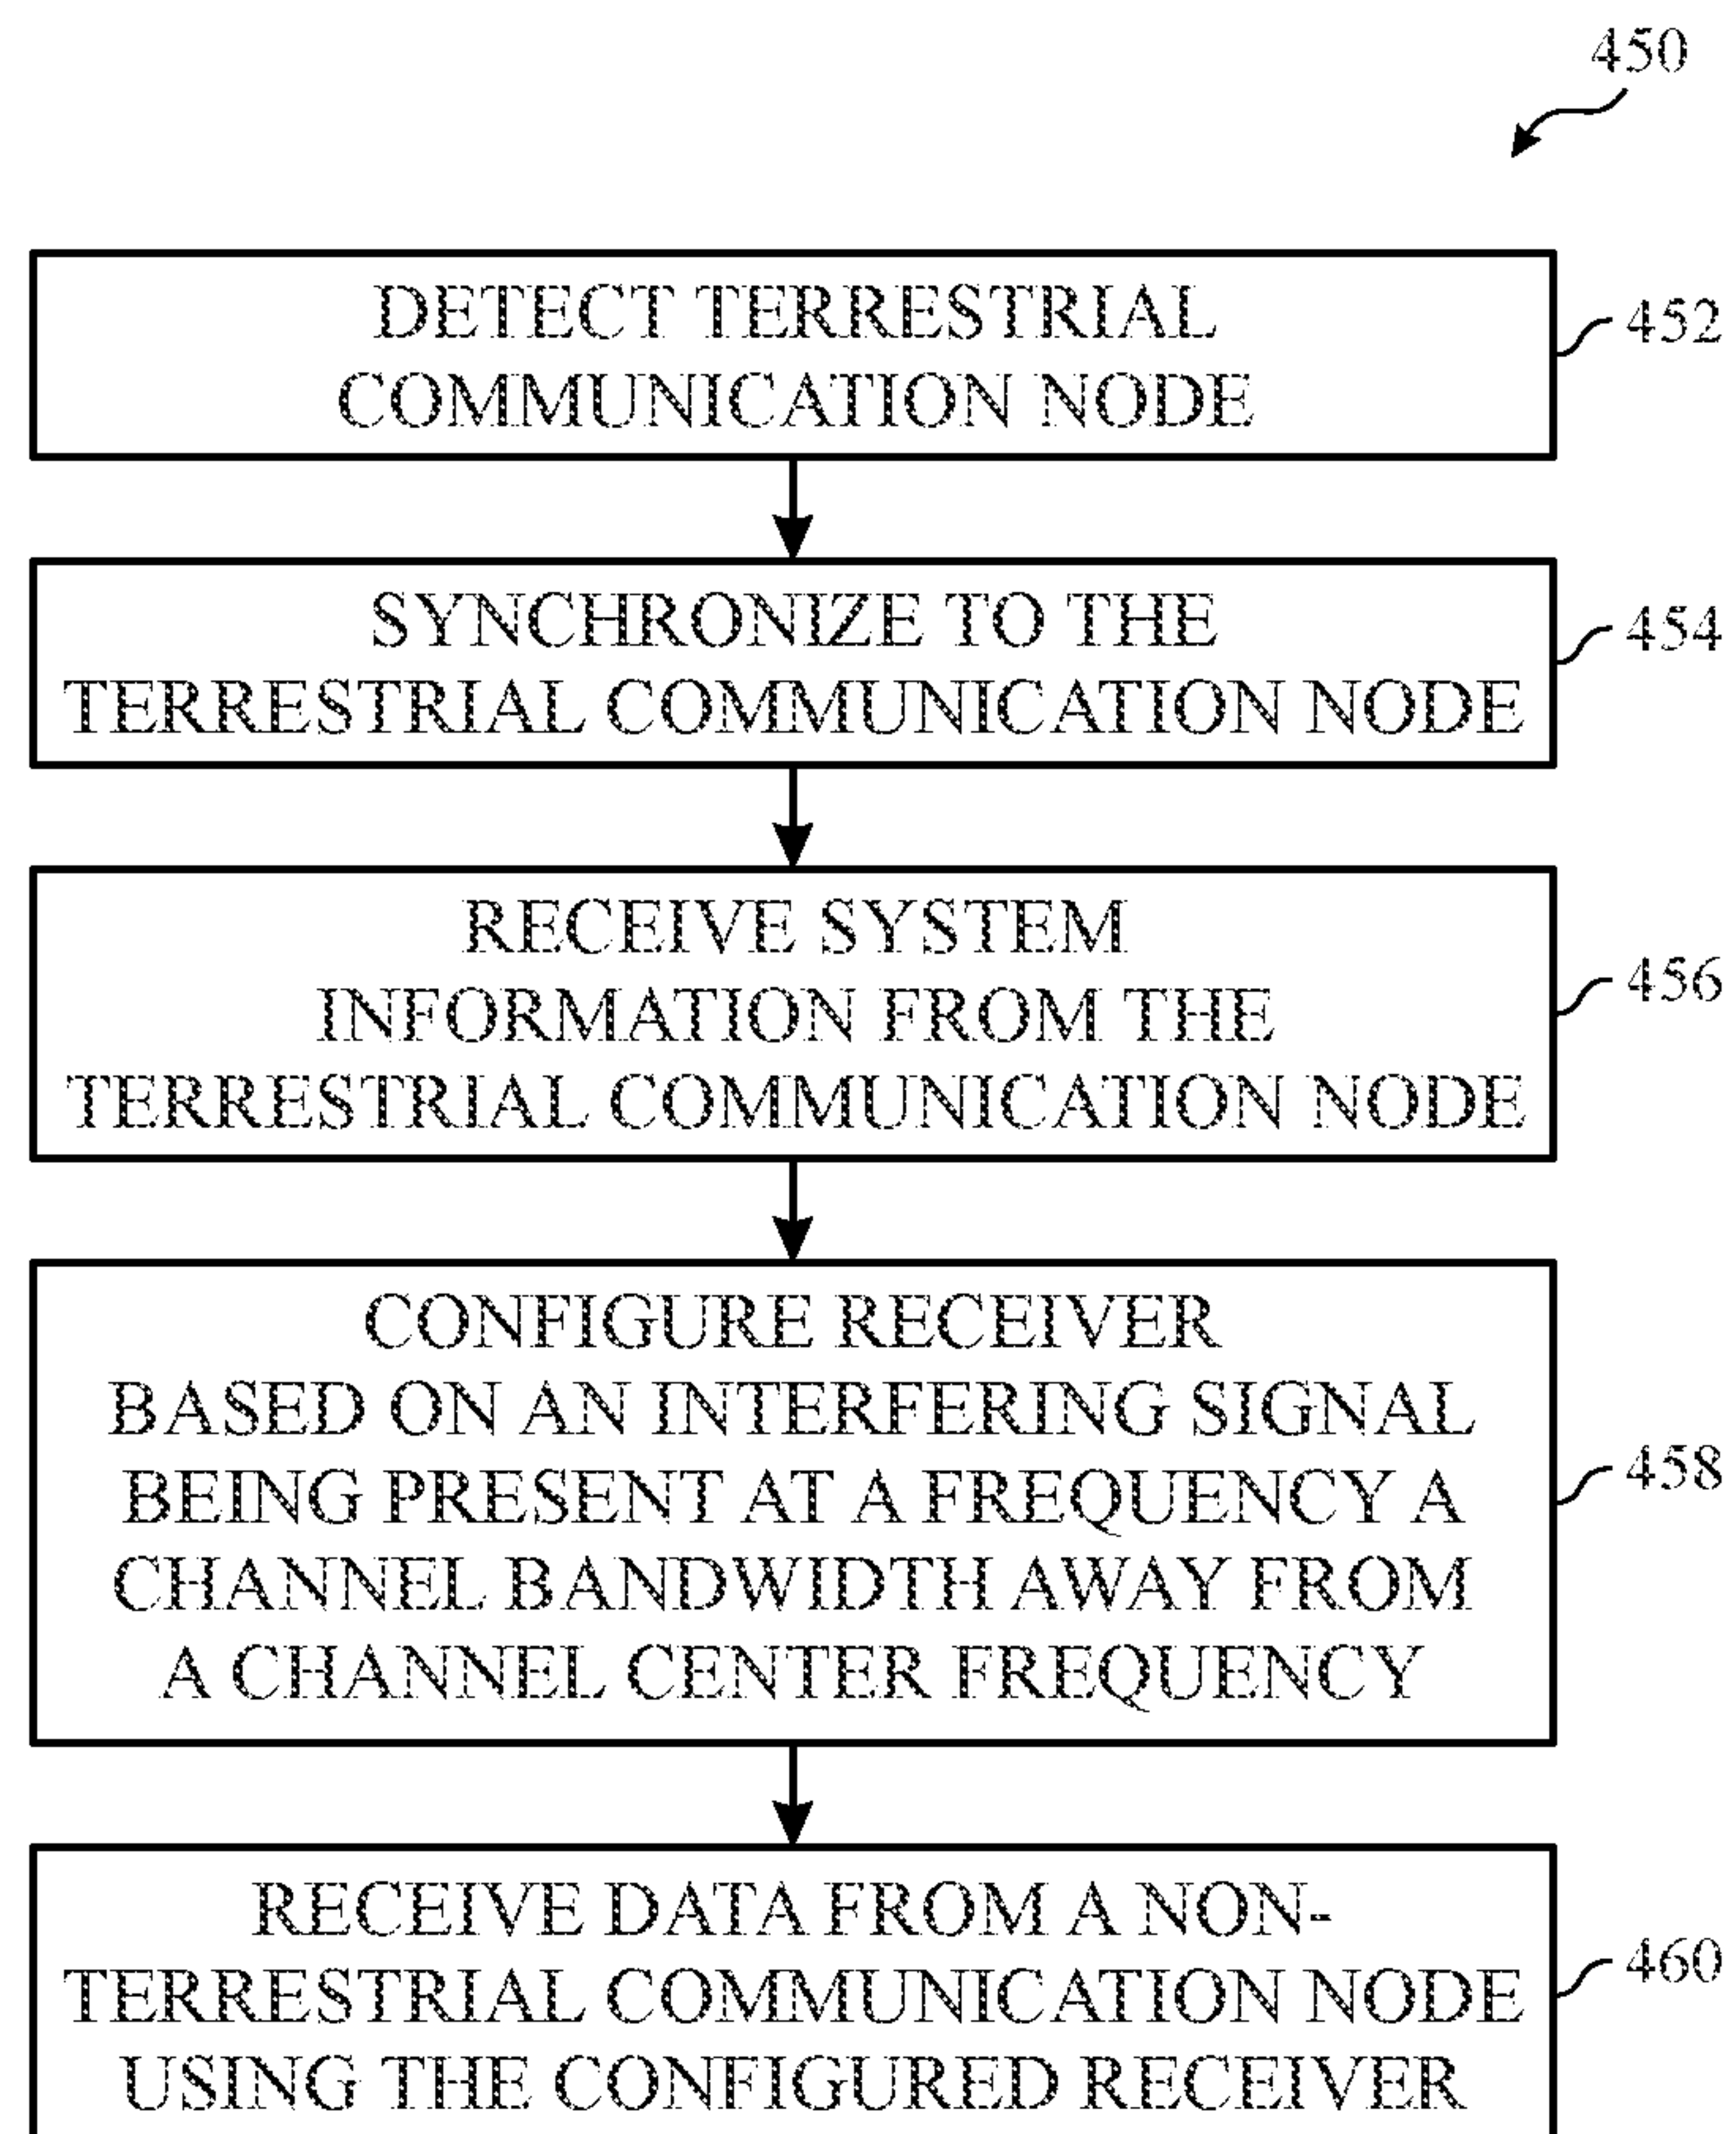 450
DETECT TERRESTRIAL
COMMUNICATION NODE
452
SYNCHRONIZE TO THE
TERRESTRIAL COMMUNICATION NODE
454
RECEIVE SYSTEM
INFORMATION FROM THE
TERRESTRIAL COMMUNICATION NODE
456
CONFIGURE RECEIVER
BASED ON AN INTERFERING SIGNAL
BEING PRESENT AT A FREQUENCY A
CHANNEL BANDWIDTH AWAY FROM
A CHANNEL CENTER FREQUENCY
458
RECEIVE DATA FROM A NON-
TERRESTRIAL COMMUNICATION NODE
USING THE CONFIGURED RECEIVER
460